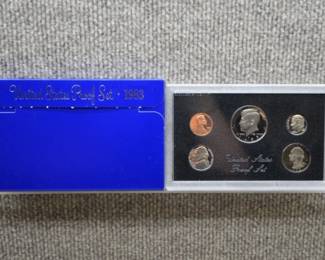 United States Proof Set · 1983
United States
Proof Set